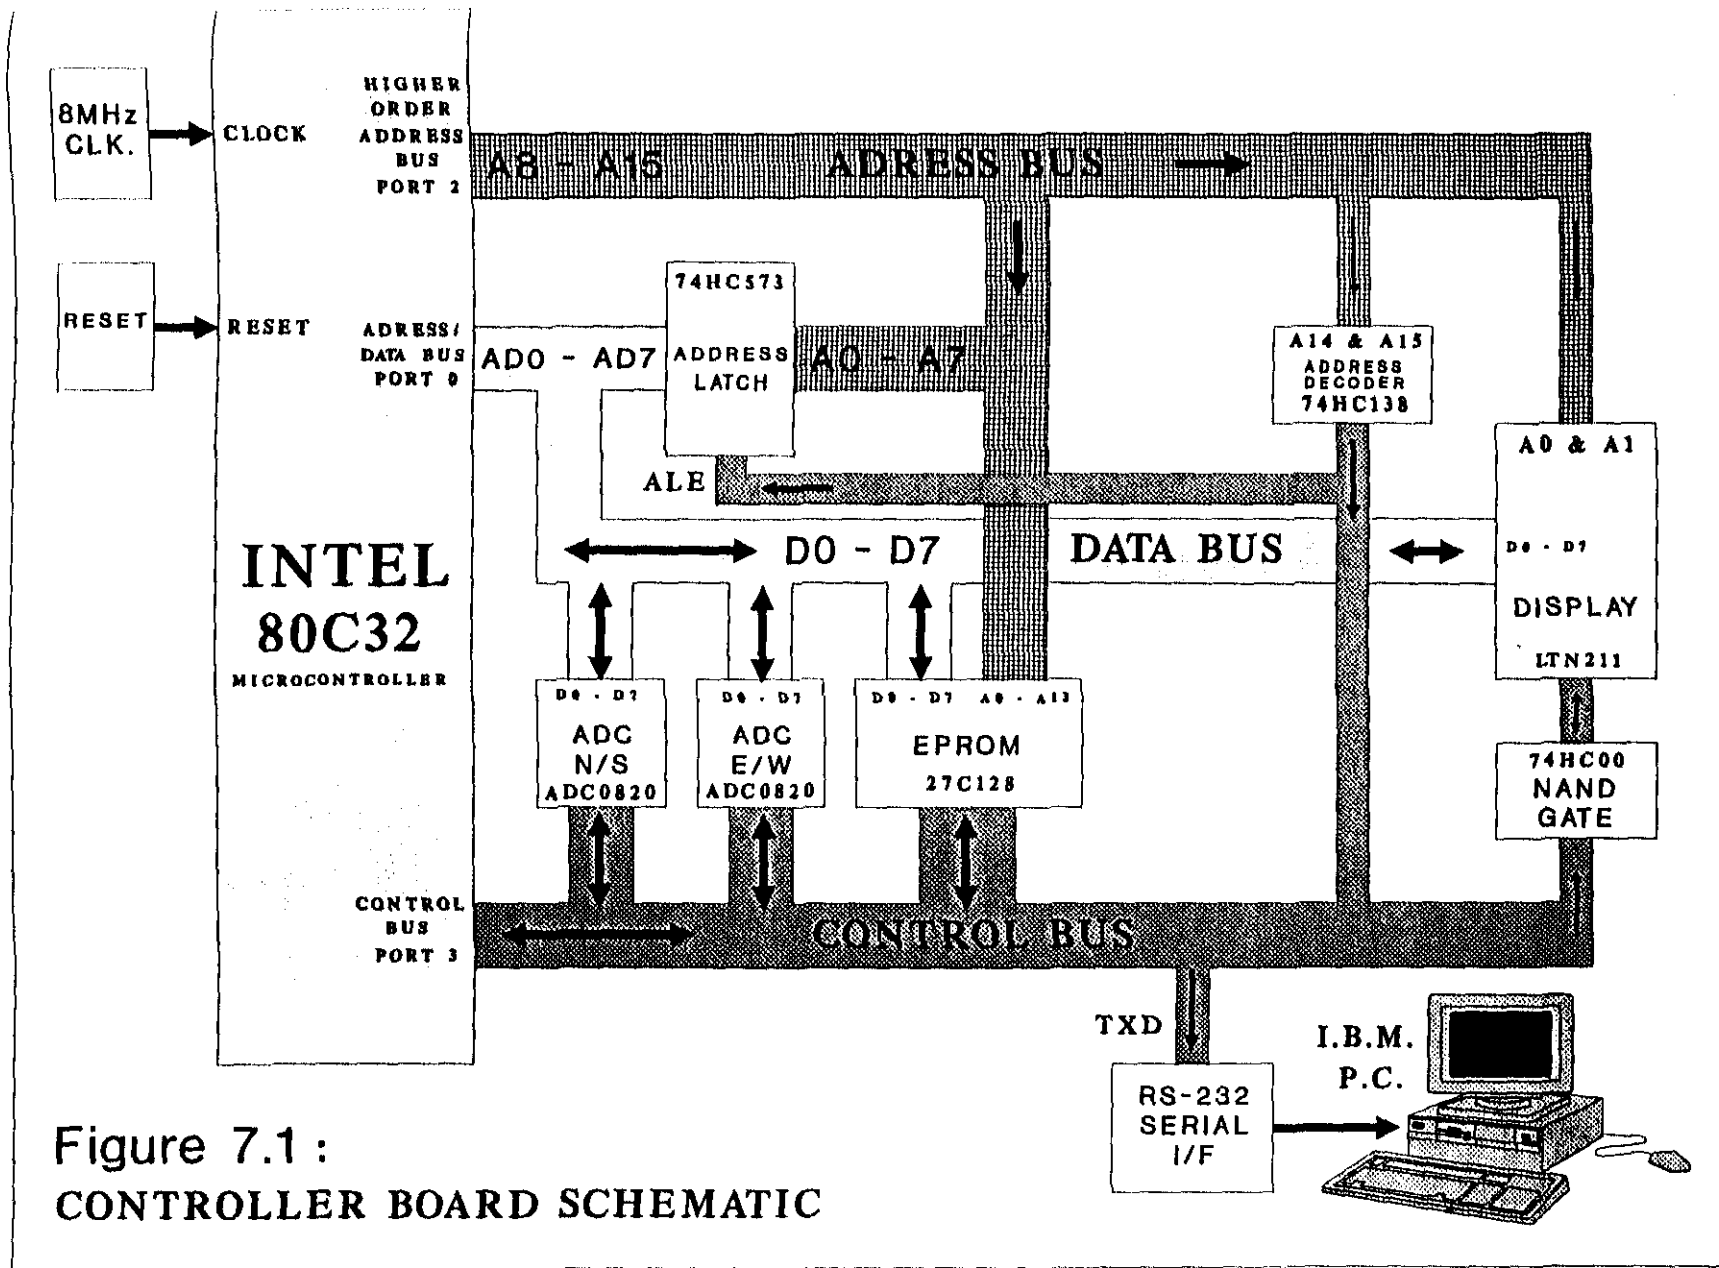 8MHz
CLK.
CLOCK
HIGHER
ORDER
ADDRESS
BUS
PORT 2
A8 - A15
ADRESS BUS
RESET
RESET
ADRESS/
DATA BUS
PORT 0
AD0 - AD7
74HC573
ADDRESS
LATCH
A0 - A7
A14 & A15
ADDRESS
DECODER
74HC138
ALE
A0 & A1
D0 - D7
DISPLAY
LTN211
D0 - D7
DATA BUS
INTEL
80C32
MICROCONTROLLER
D0 - D7
ADC
N/S
ADC0820
D0 - D7
ADC
E/W
ADC0820
D0 - D7 A0 - A13
EPROM
27C128
74HC00
NAND
GATE
CONTROL
BUS
PORT 3
CONTROL BUS
TXD
RS-232
SERIAL
I/F
I.B.M.
P.C.
Figure 7.1 :
CONTROLLER BOARD SCHEMATIC